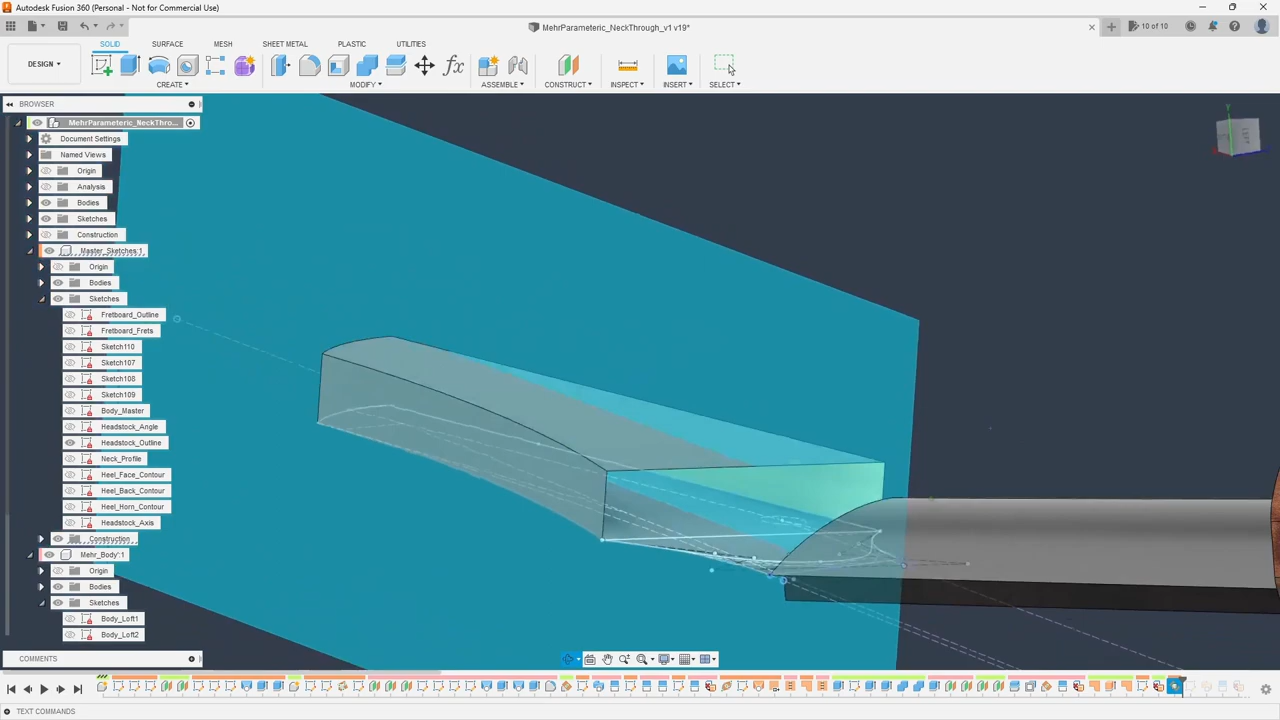 Autodesk Fusion 360 (Personal - Not for Commercial Use)
MehrParameteric_NeckThrough_v1 v19*
10 of 10
SOLID SURFACE MESH SHEET METAL PLASTIC UTILITIES
DESIGN
CREATE MODIFY ASSEMBLE CONSTRUCT INSPECT INSERT SELECT
BROWSER
MehrParameteric_NeckThro...
Document Settings
Named Views
Origin
Analysis
Bodies
Sketches
Construction
Master_Sketches:1
Origin
Bodies
Sketches
Fretboard_Outline
Fretboard_Frets
Sketch110
Sketch107
Sketch108
Sketch109
Body_Master
Headstock_Angle
Headstock_Outline
Neck_Profile
Heel_Face_Contour
Heel_Back_Contour
Heel_Horn_Contour
Headstock_Axis
Construction
Mehr_Body':1
Origin
Bodies
Sketches
Body_Loft1
Body_Loft2
COMMENTS
TEXT COMMANDS